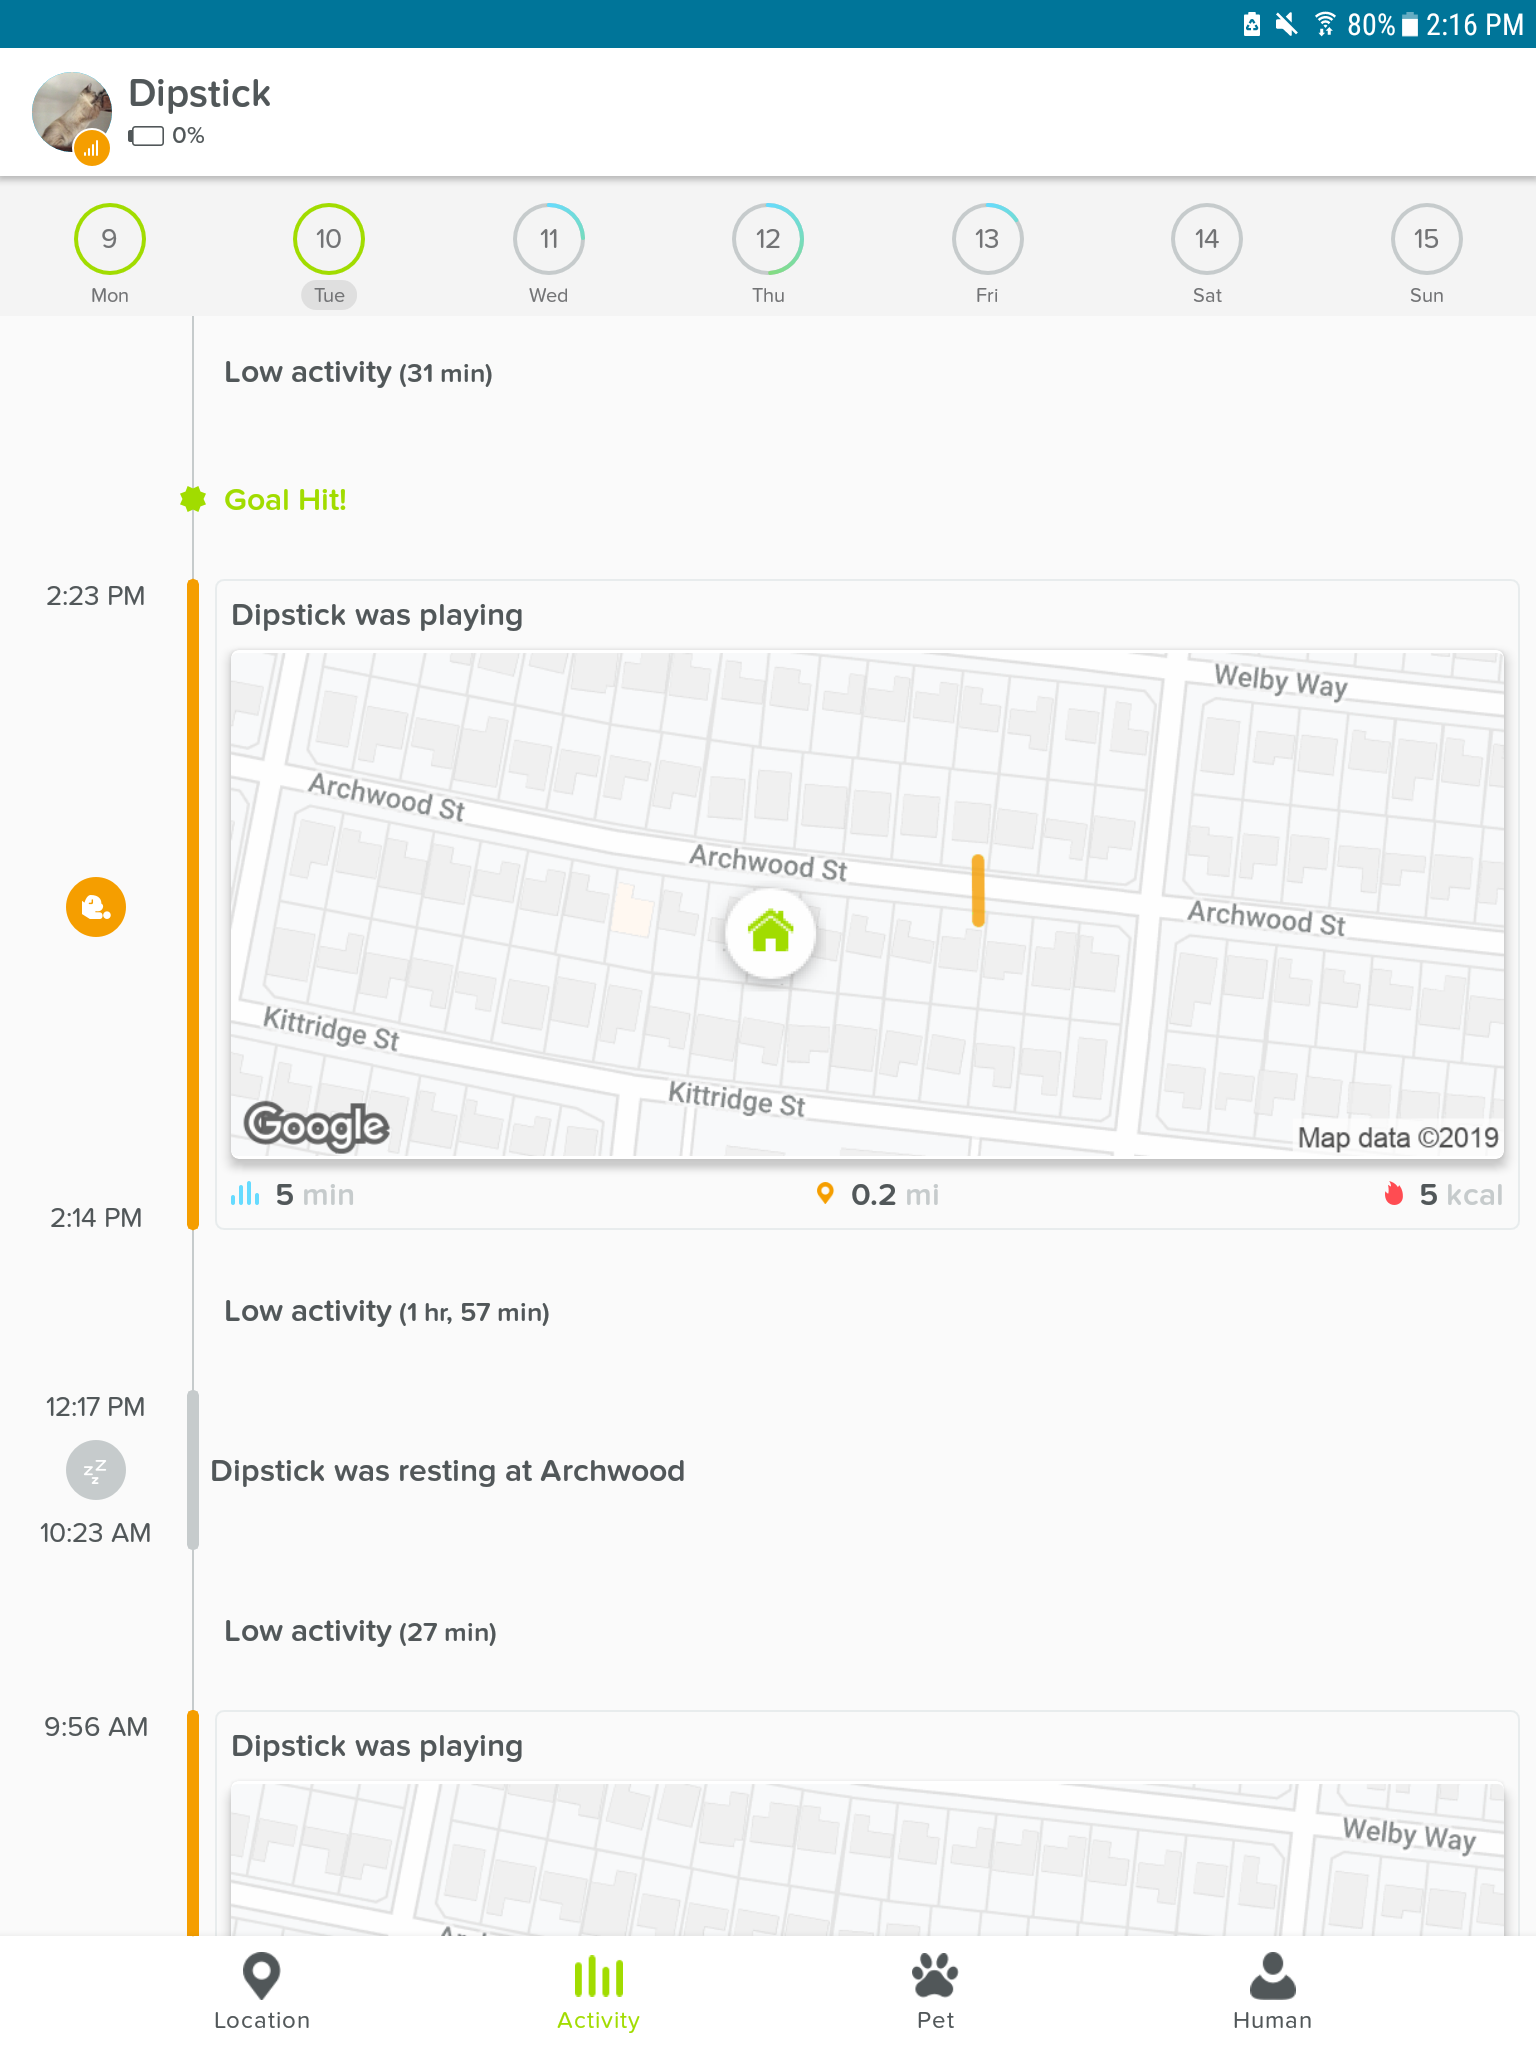 80% 2:16 PM
Dipstick
0%
9 10 11 12 13 14 15
Mon Tue Wed Thu Fri Sat Sun
Low activity (31 min)
Goal Hit!
2:23 PM
Dipstick was playing
Welby Way
Archwood St
Archwood St
Archwood St
Kittridge St
Kittridge St
Google
Map data ©2019
5 min 0.2 mi 5 kcal
2:14 PM
Low activity (1 hr, 57 min)
12:17 PM
zzz
Dipstick was resting at Archwood
10:23 AM
Low activity (27 min)
9:56 AM
Dipstick was playing
Welby Way
Location Activity Pet Human